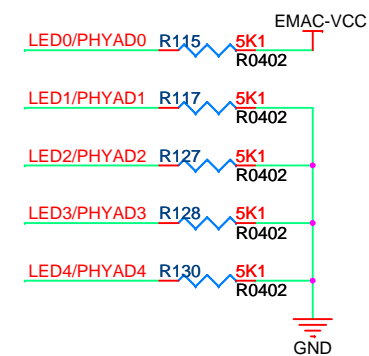 EMAC-VCC
LED0/PHYAD0 R115 5K1
R0402
LED1/PHYAD1 R117 5K1
R0402
LED2/PHYAD2 R127 5K1
R0402
LED3/PHYAD3 R128 5K1
R0402
LED4/PHYAD4 R130 5K1
R0402
GND